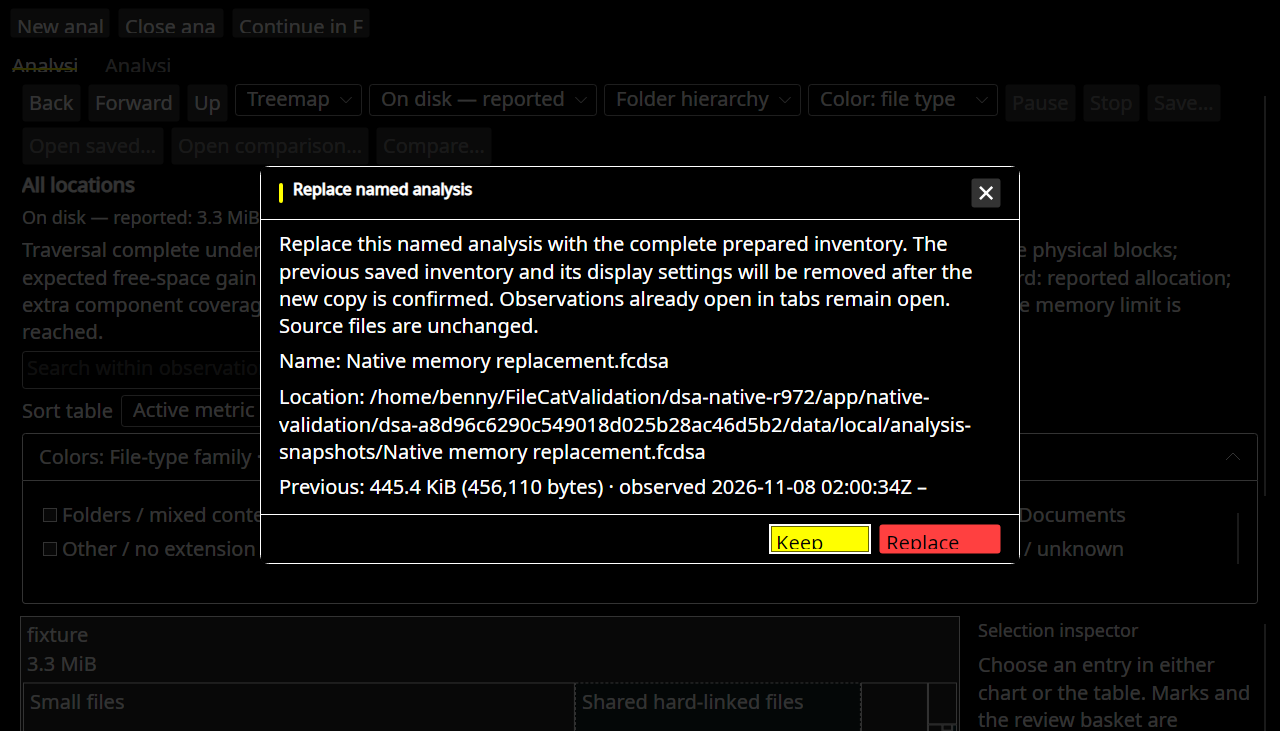 New anal Close ana Continue in F
Analysi Analysi
Back Forward Up Treemap On disk — reported Folder hierarchy Color: file type Pause Stop Save...
Open saved... Open comparison... Compare...
All locations
On disk — reported: 3.3 MiB
Traversal complete under
e physical blocks;
expected free-space gain
rd: reported allocation;
extra component coverag
e memory limit is
reached.
Search within observatio
Sort table Active metric
Colors: File-type family
Folders / mixed conte
Documents
Other / no extension
/ unknown
Replace named analysis
Replace this named analysis with the complete prepared inventory. The
previous saved inventory and its display settings will be removed after the
new copy is confirmed. Observations already open in tabs remain open.
Source files are unchanged.
Name: Native memory replacement.fcdsa
Location: /home/benny/FileCatValidation/dsa-native-r972/app/native-
validation/dsa-a8d96c6290c549018d025b28ac46d5b2/data/local/analysis-
snapshots/Native memory replacement.fcdsa
Previous: 445.4 KiB (456,110 bytes) · observed 2026-11-08 02:00:34Z –
Keep Replace
fixture
3.3 MiB
Small files
Shared hard-linked files
Selection inspector
Choose an entry in either
chart or the table. Marks and
the review basket are